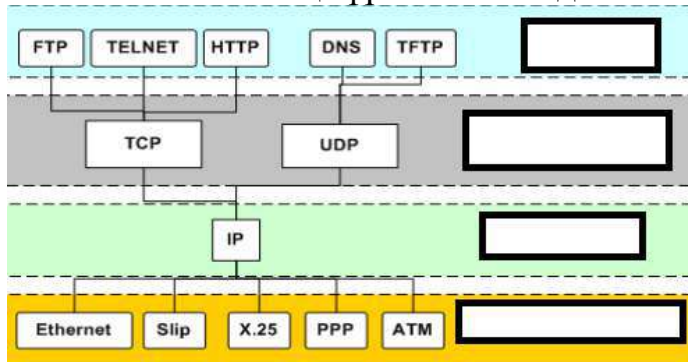 FTP TELNET HTTP DNS TFTP
TCP UDP
IP
Ethernet Slip X.25 PPP ATM